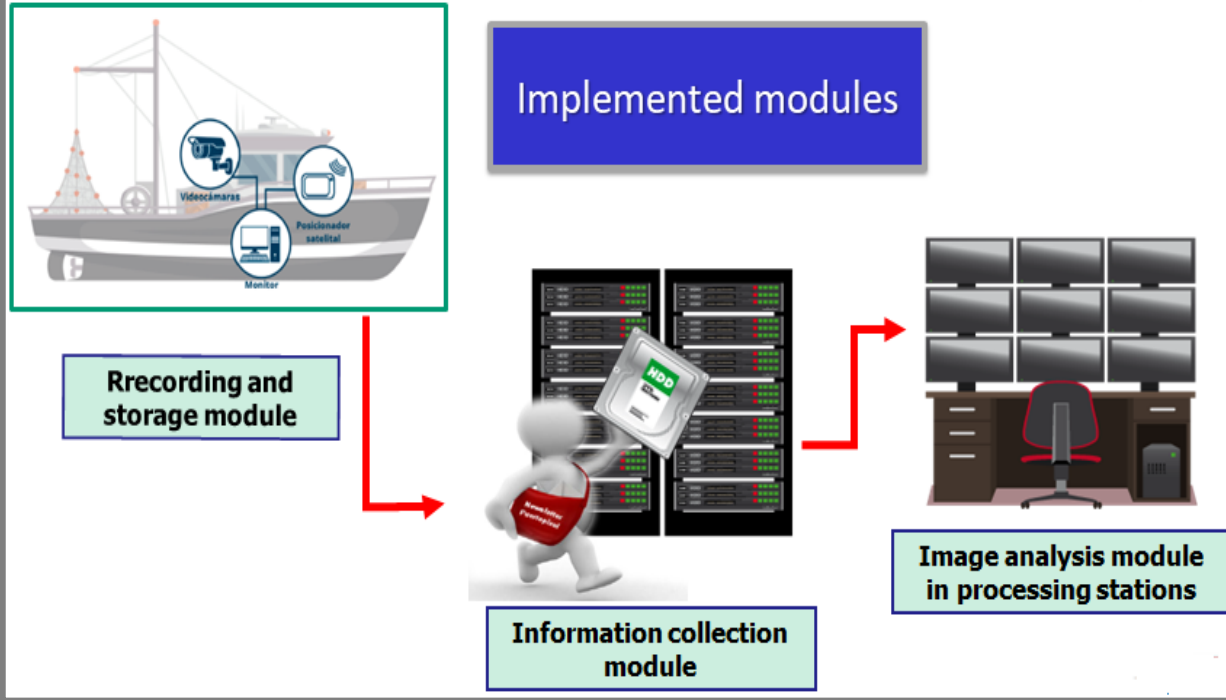 Implemented modules
Videocámaras
Posicionador
satelital
Monitor
Rrecording and
storage module
HDD
Newsletter
Information collection
module
Image analysis module
in processing stations